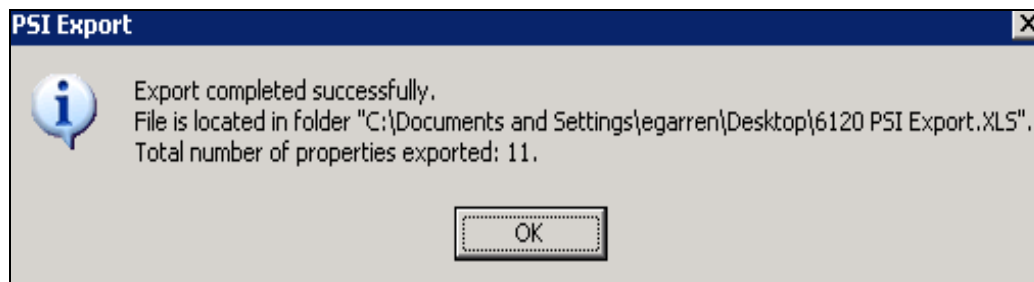 PSI Export
Export completed successfully.
File is located in folder "C:\Documents and Settings\egarren\Desktop\6120 PSI Export.XLS".
Total number of properties exported: 11.
OK